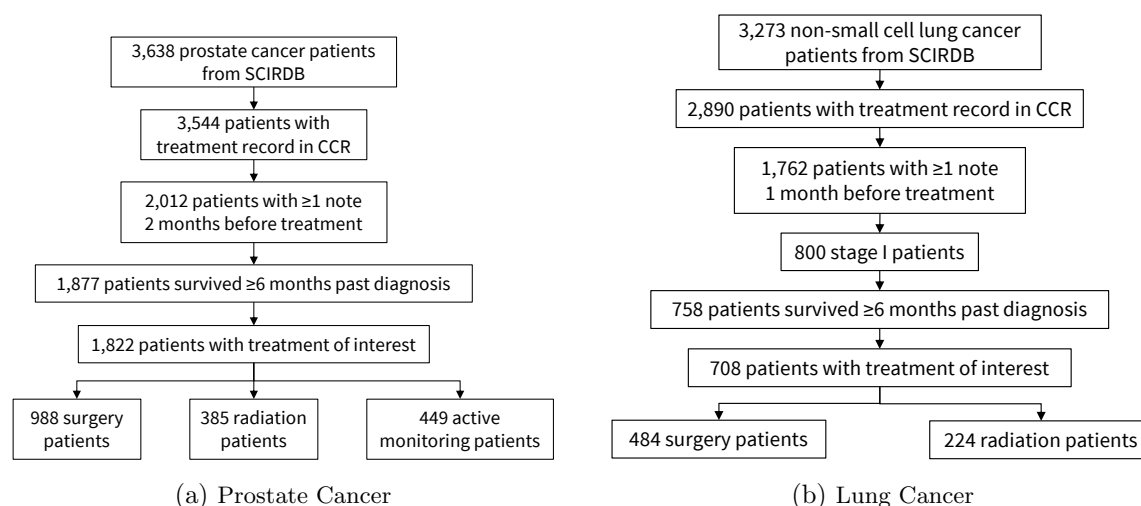 3,638 prostate cancer patients
from SCIRDB
3,544 patients with
treatment record in CCR
2,012 patients with ≥1 note
2 months before treatment
1,877 patients survived ≥6 months past diagnosis
1,822 patients with treatment of interest
988 surgery
patients
385 radiation
patients
449 active
monitoring patients
(a) Prostate Cancer
3,273 non-small cell lung cancer
patients from SCIRDB
2,890 patients with treatment record in CCR
1,762 patients with ≥1 note
1 month before treatment
800 stage I patients
758 patients survived ≥6 months past diagnosis
708 patients with treatment of interest
484 surgery patients
224 radiation patients
(b) Lung Cancer